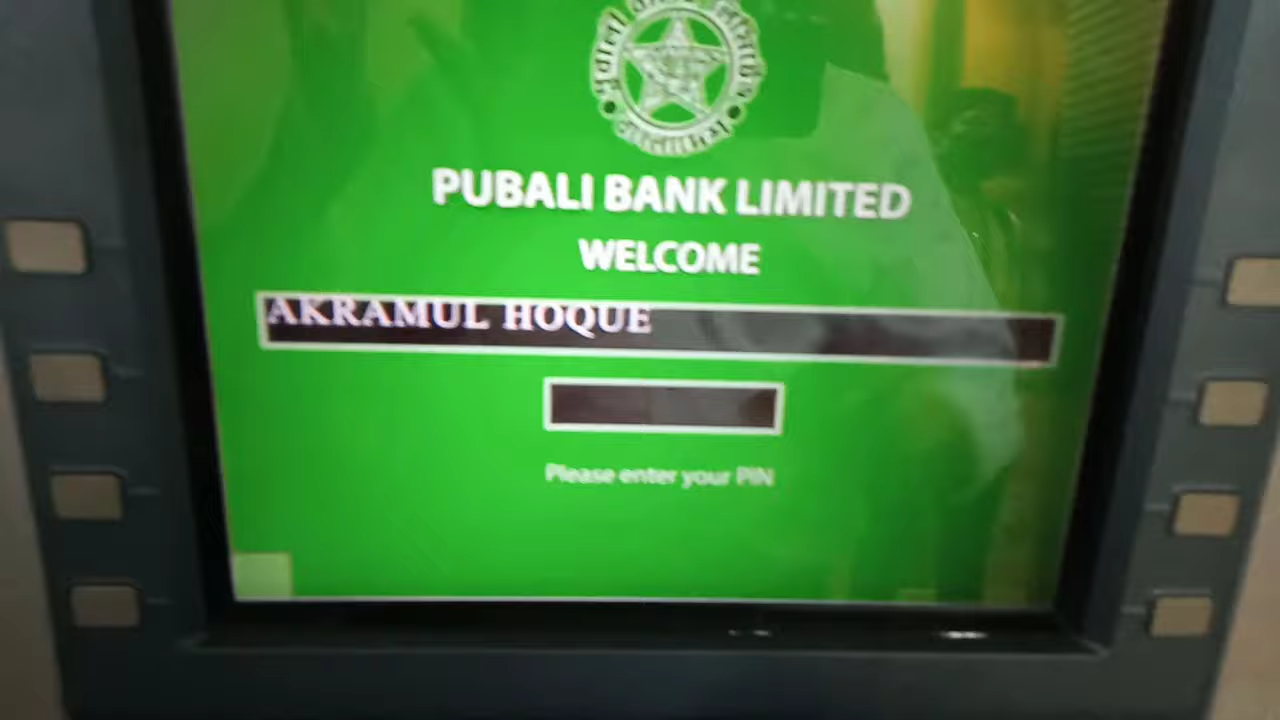 PUBALI BANK LIMITED
WELCOME
AKRAMUL HOQUE
Please enter your PIN